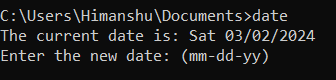 C:\Users\Himanshu\Documents>date
The current date is: Sat 03/02/2024
Enter the new date: (mm-dd-yy)